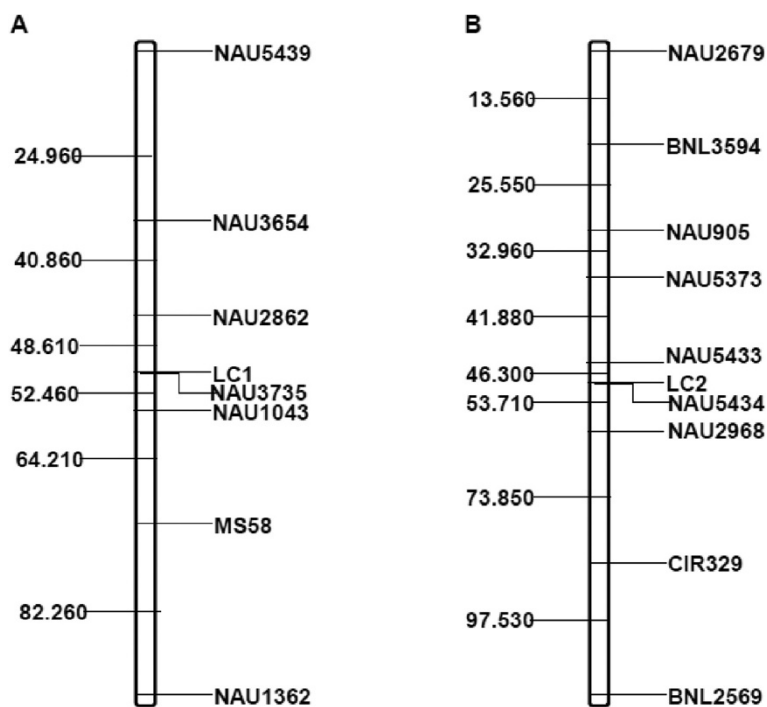 A
NAU5439
24.960
NAU3654
40.860
NAU2862
48.610
LC1
NAU3735
52.460
NAU1043
64.210
MS58
82.260
NAU1362
B
NAU2679
13.560
BNL3594
25.550
NAU905
32.960
NAU5373
41.880
NAU5433
46.300
LC2
53.710
NAU5434
NAU2968
73.850
CIR329
97.530
BNL2569